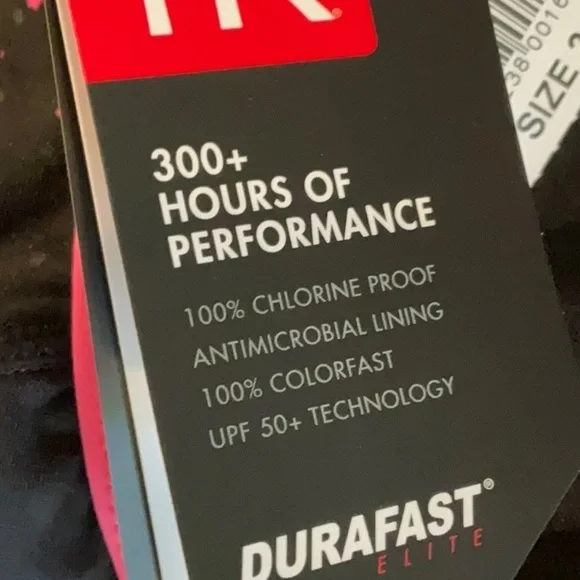 300+
HOURS OF
PERFORMANCE
100% CHLORINE PROOF
ANTIMICROBIAL LINING
100% COLORFAST
UPF 50+ TECHNOLOGY
DURAFAST®
ELITE
SIZE